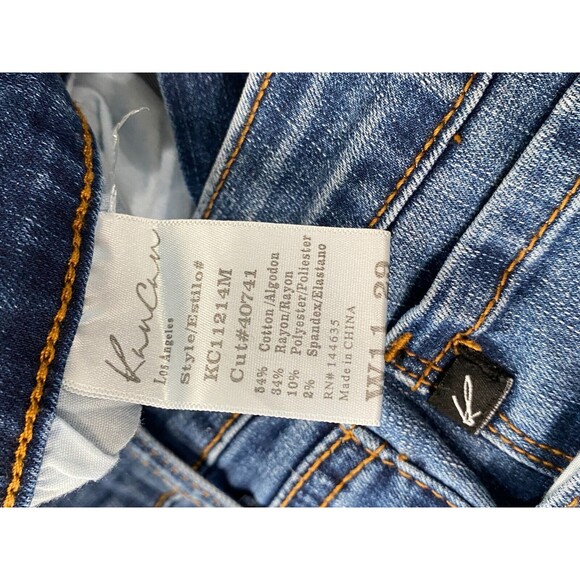 KanCan
Los Angeles
Style/Estilo#
KC11214M
Cut#40741
54% Cotton/Algodon
34% Rayon/Rayon
10% Polyester/Poliester
2% Spandex/Elastano
RN# 144635
Made in CHINA
W11 29
K